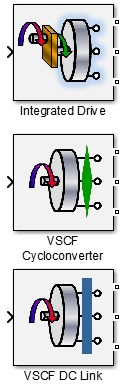 Integrated Drive
VSCF
Cycloconverter
VSCF DC Link